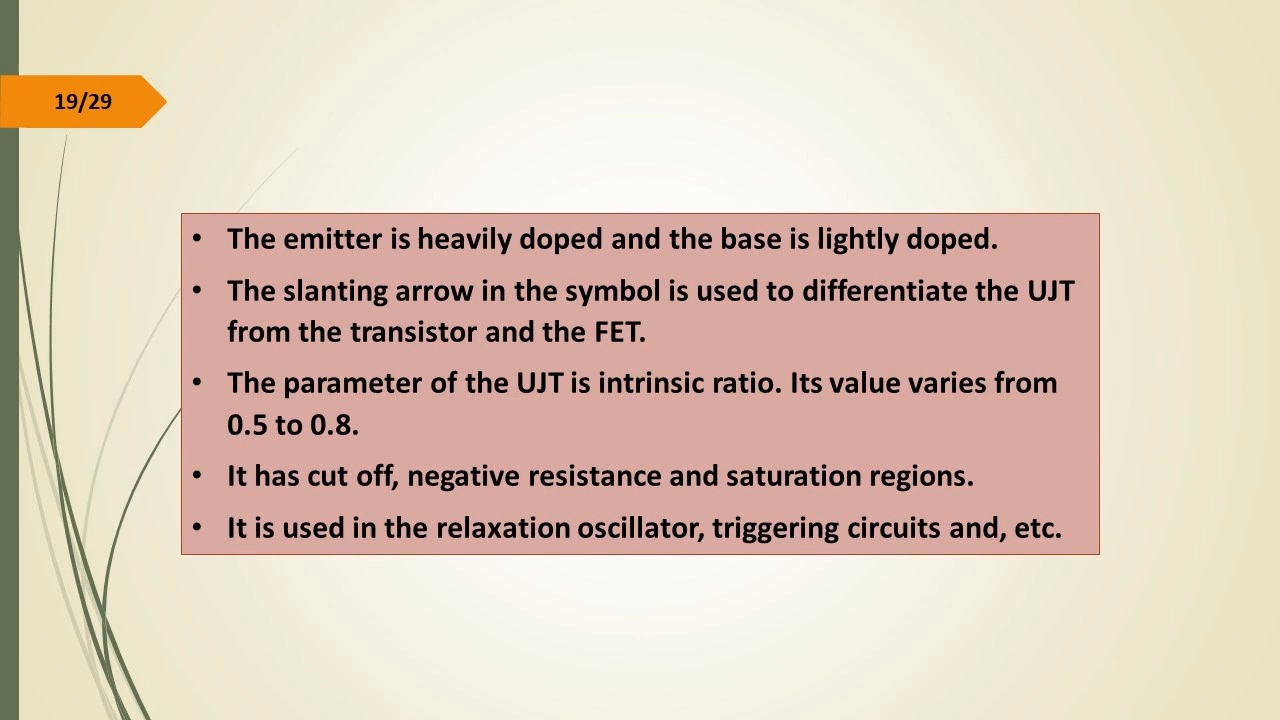 19/29
• The emitter is heavily doped and the base is lightly doped.
• The slanting arrow in the symbol is used to differentiate the UJT
from the transistor and the FET.
• The parameter of the UJT is intrinsic ratio. Its value varies from
0.5 to 0.8.
• It has cut off, negative resistance and saturation regions.
• It is used in the relaxation oscillator, triggering circuits and, etc.